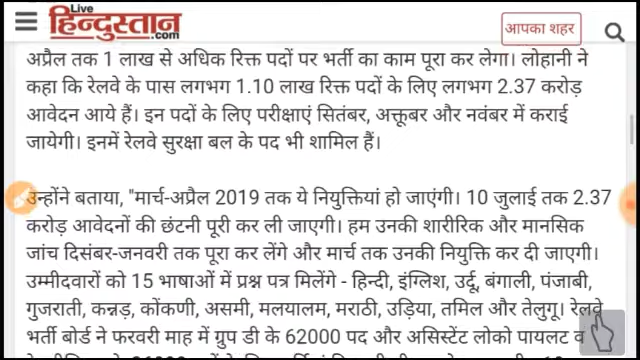 Live
हिन्दुस्तान
.com
आपका शहर
अप्रैल तक 1 लाख से अधिक रिक्त पदों पर भर्ती का काम पूरा कर लेगा। लोहानी ने
कहा कि रेलवे के पास लगभग 1.10 लाख रिक्त पदों के लिए लगभग 2.37 करोड़
आवेदन आये हैं। इन पदों के लिए परीक्षाएं सितंबर, अक्तूबर और नवंबर में कराई
जायेगी। इनमें रेलवे सुरक्षा बल के पद भी शामिल हैं।
उन्होंने बताया, "मार्च-अप्रैल 2019 तक ये नियुक्तियां हो जाएंगी। 10 जुलाई तक 2.37
करोड़ आवेदनों की छंटनी पूरी कर ली जाएगी। हम उनकी शारीरिक और मानसिक
जांच दिसंबर-जनवरी तक पूरा कर लेंगे और मार्च तक उनकी नियुक्ति कर दी जाएगी।
उम्मीदवारों को 15 भाषाओं में प्रश्न पत्र मिलेंगे - हिन्दी, इंग्लिश, उर्दू, बंगाली, पंजाबी,
गुजराती, कन्नड़, कोंकणी, असमी, मलयालम, मराठी, उड़िया, तमिल और तेलुगू। रेलवे
भर्ती बोर्ड ने फरवरी माह में ग्रुप डी के 62000 पद और असिस्टेंट लोको पायलट व